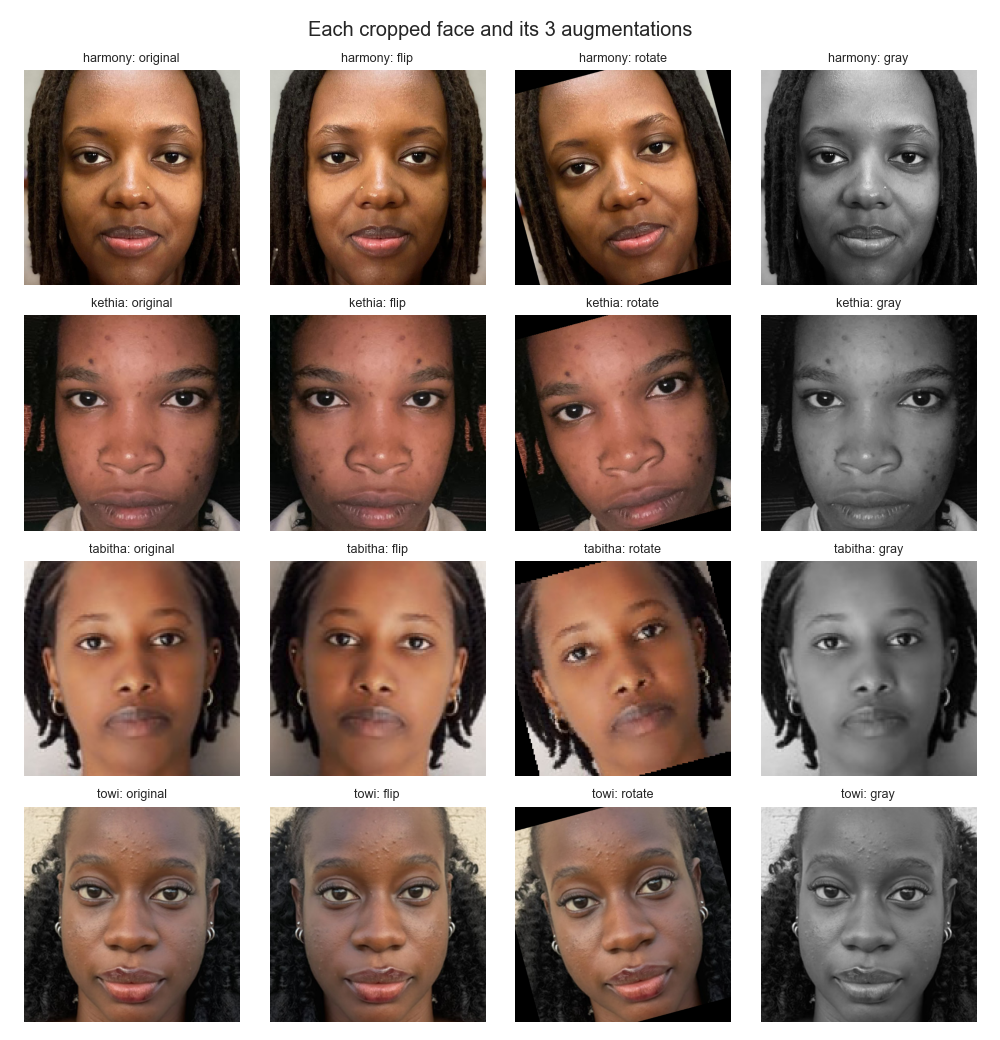 Each cropped face and its 3 augmentations
harmony: original harmony: flip harmony: rotate harmony: gray
kethia: original kethia: flip kethia: rotate kethia: gray
tabitha: original tabitha: flip tabitha: rotate tabitha: gray
towi: original towi: flip towi: rotate towi: gray